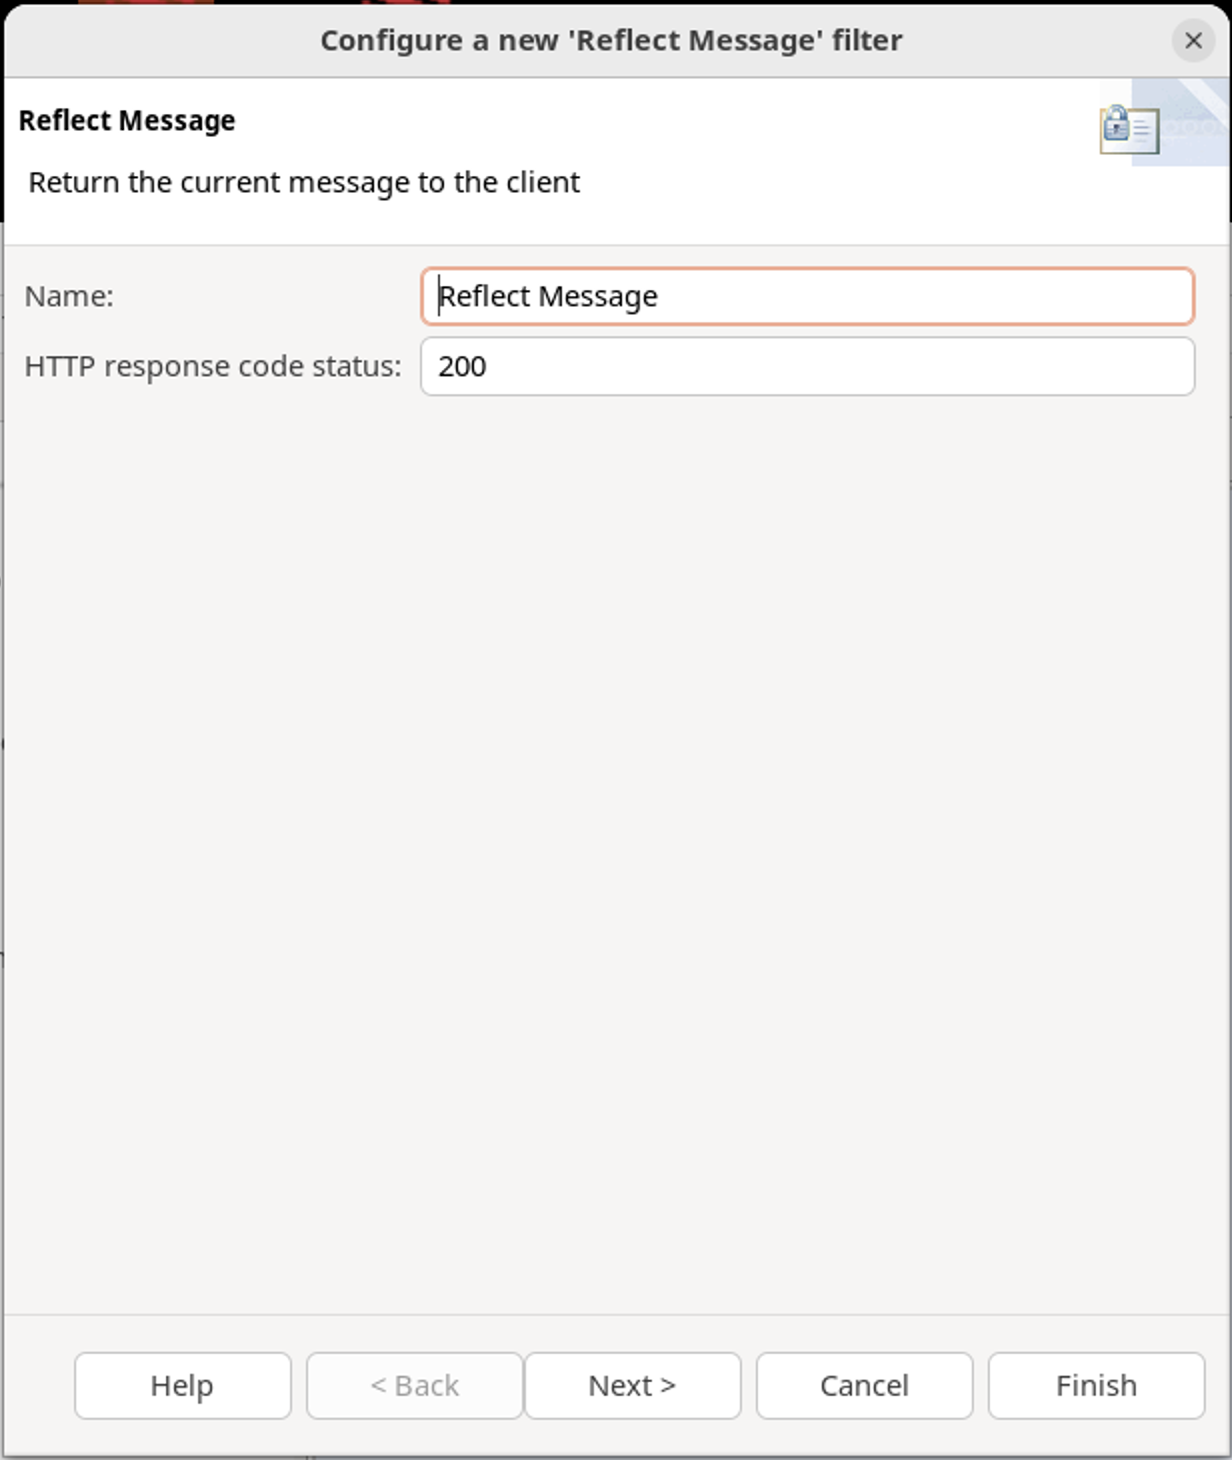 Configure a new 'Reflect Message' filter
Reflect Message
Return the current message to the client
Name: Reflect Message
HTTP response code status: 200
Help < Back Next > Cancel Finish